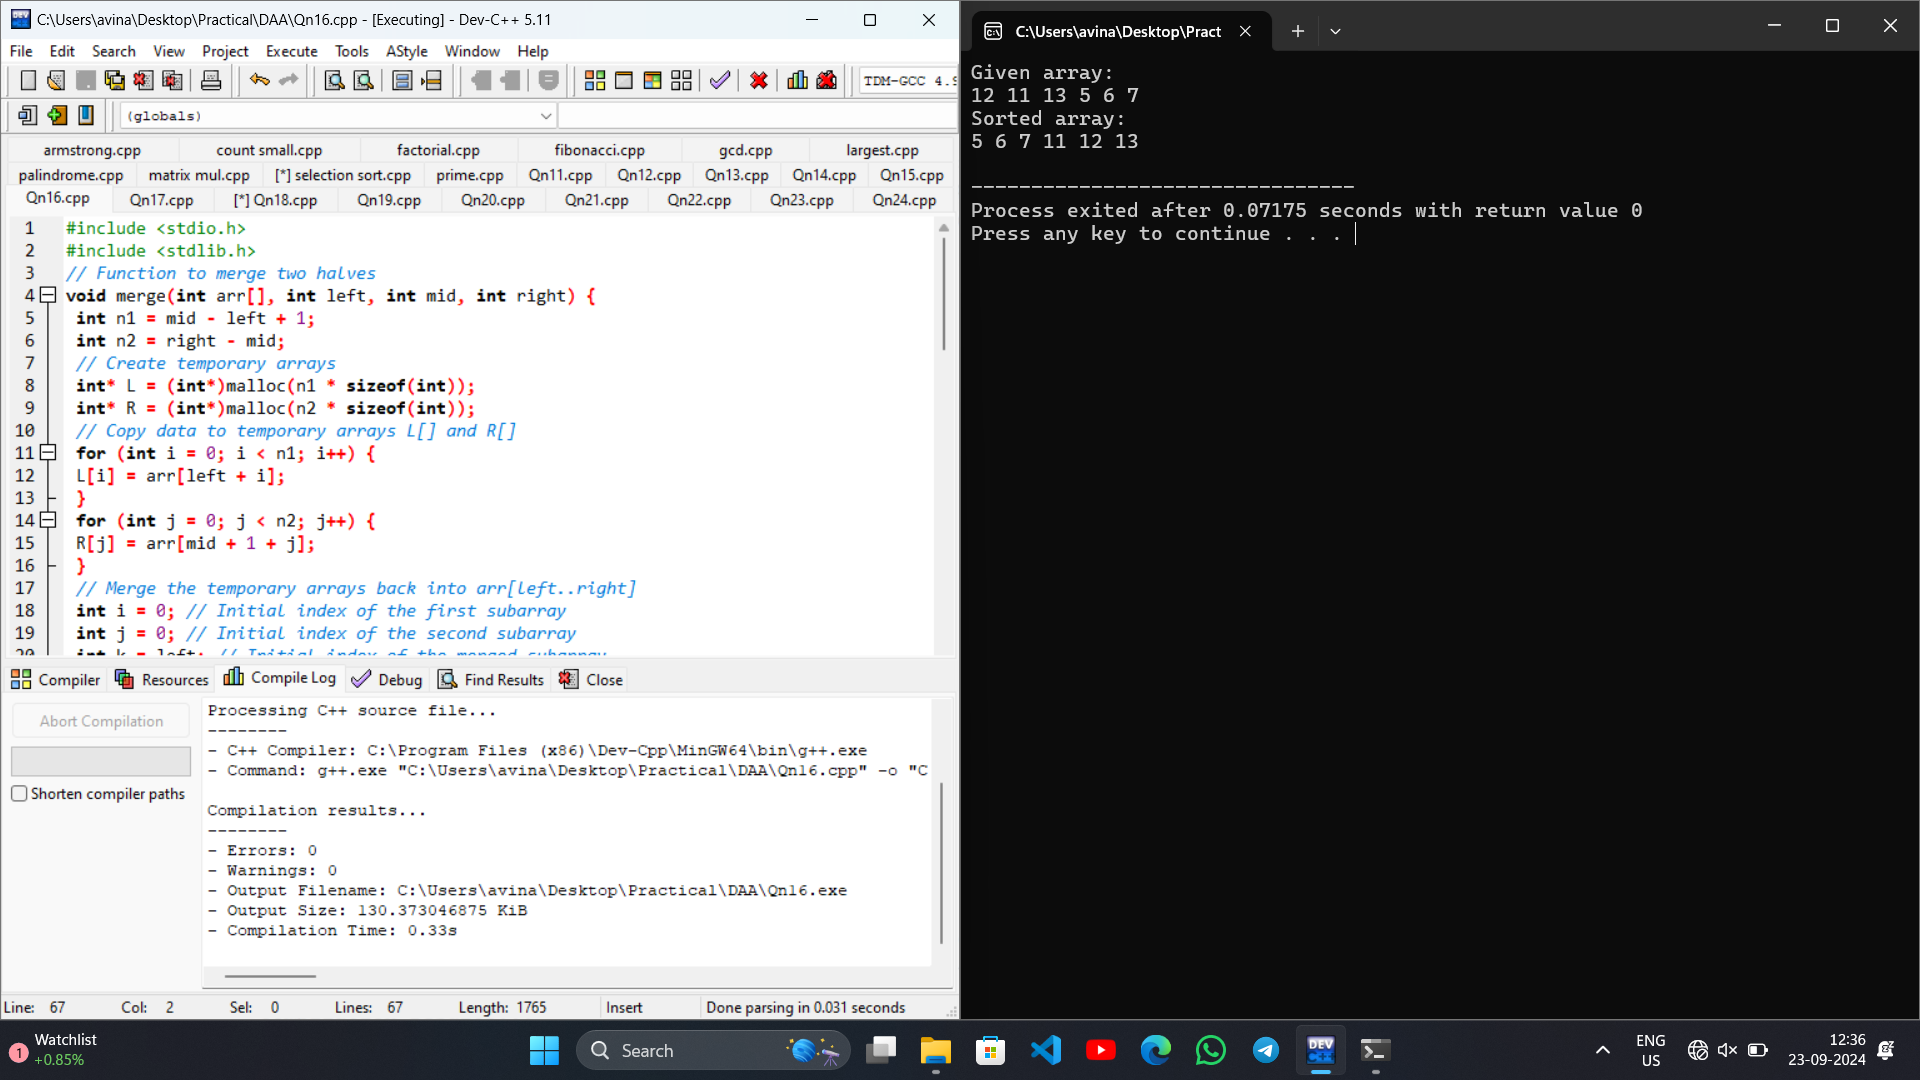 C:\Users\avina\Desktop\Practical\DAA\Qn16.cpp - [Executing] - Dev-C++ 5.11
File Edit Search View Project Execute Tools AStyle Window Help
TDM-GCC 4.9
(globals)
armstrong.cpp count small.cpp factorial.cpp fibonacci.cpp gcd.cpp largest.cpp
palindrome.cpp matrix mul.cpp [*] selection sort.cpp prime.cpp Qn11.cpp Qn12.cpp Qn13.cpp Qn14.cpp Qn15.cpp
Qn16.cpp Qn17.cpp [*] Qn18.cpp Qn19.cpp Qn20.cpp Qn21.cpp Qn22.cpp Qn23.cpp Qn24.cpp
1 #include <stdio.h>
2 #include <stdlib.h>
3 // Function to merge two halves
4 void merge(int arr[], int left, int mid, int right) {
5 int n1 = mid - left + 1;
6 int n2 = right - mid;
7 // Create temporary arrays
8 int* L = (int*)malloc(n1 * sizeof(int));
9 int* R = (int*)malloc(n2 * sizeof(int));
10 // Copy data to temporary arrays L[] and R[]
11 for (int i = 0; i < n1; i++) {
12 L[i] = arr[left + i];
13 }
14 for (int j = 0; j < n2; j++) {
15 R[j] = arr[mid + 1 + j];
16 }
17 // Merge the temporary arrays back into arr[left..right]
18 int i = 0; // Initial index of the first subarray
19 int j = 0; // Initial index of the second subarray
20 int k = left; // Initial index of the merged subarray
Compiler Resources Compile Log Debug Find Results Close
Abort Compilation
Shorten compiler paths
Processing C++ source file...
--------
- C++ Compiler: C:\Program Files (x86)\Dev-Cpp\MinGW64\bin\g++.exe
- Command: g++.exe "C:\Users\avina\Desktop\Practical\DAA\Qn16.cpp" -o "C
Compilation results...
--------
- Errors: 0
- Warnings: 0
- Output Filename: C:\Users\avina\Desktop\Practical\DAA\Qn16.exe
- Output Size: 130.373046875 KiB
- Compilation Time: 0.33s
Line: 67 Col: 2 Sel: 0 Lines: 67 Length: 1765 Insert Done parsing in 0.031 seconds
C:\Users\avina\Desktop\Pract
Given array:
12 11 13 5 6 7
Sorted array:
5 6 7 11 12 13
--------------------------------
Process exited after 0.07175 seconds with return value 0
Press any key to continue . . .
1
Watchlist
+0.85%
Search
DEV
C++
ENG
US
12:36
23-09-2024